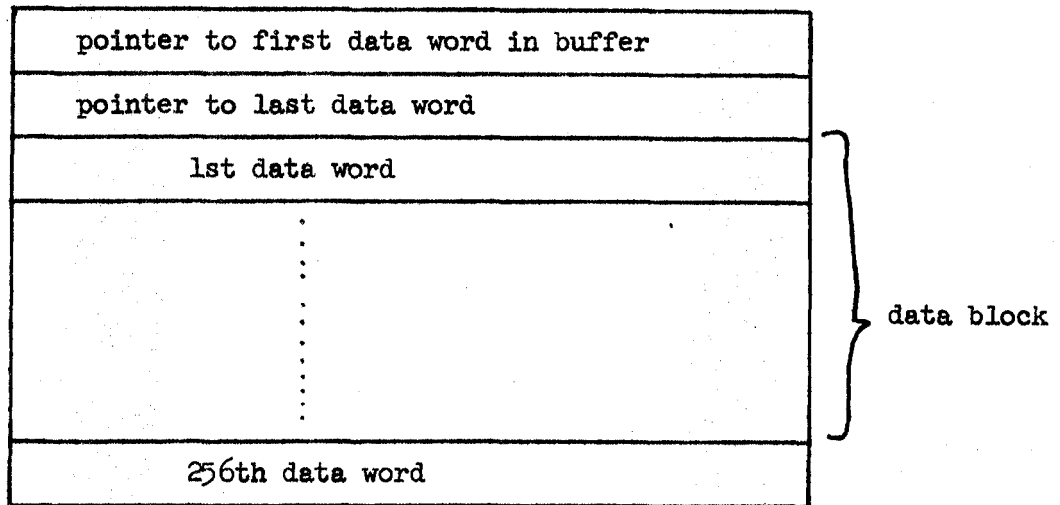 pointer to first data word in buffer
pointer to last data word
1st data word
data block
256th data word